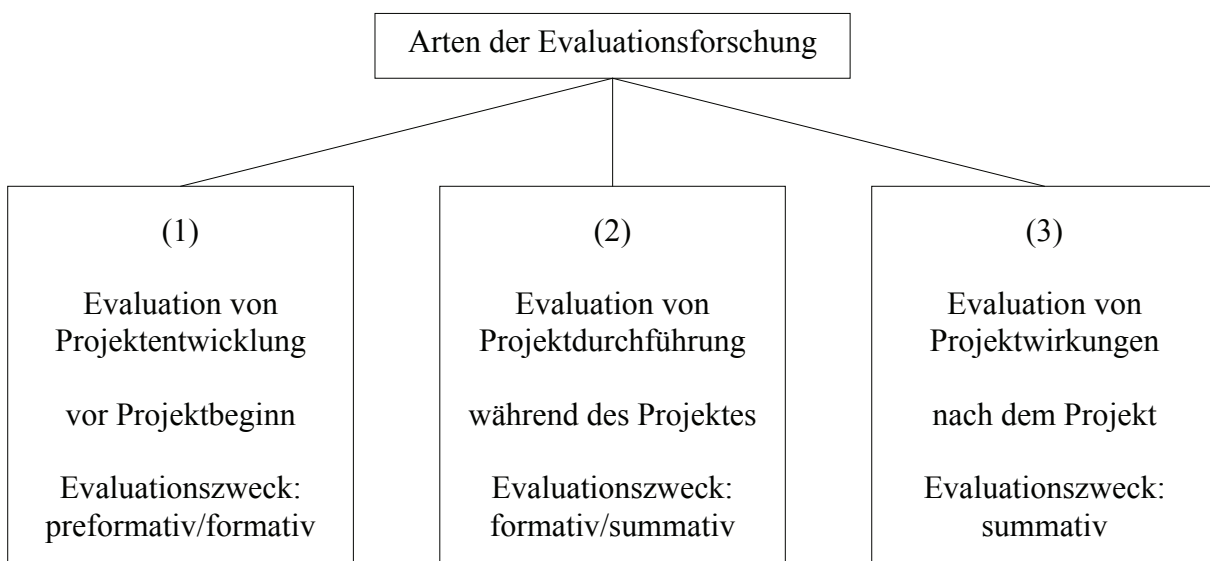 Arten der Evaluationsforschung
(1)
Evaluation von
Projektentwicklung
vor Projektbeginn
Evaluationszweck:
preformativ/formativ
(2)
Evaluation von
Projektdurchführung
während des Projektes
Evaluationszweck:
formativ/summativ
(3)
Evaluation von
Projektwirkungen
nach dem Projekt
Evaluationszweck:
summativ